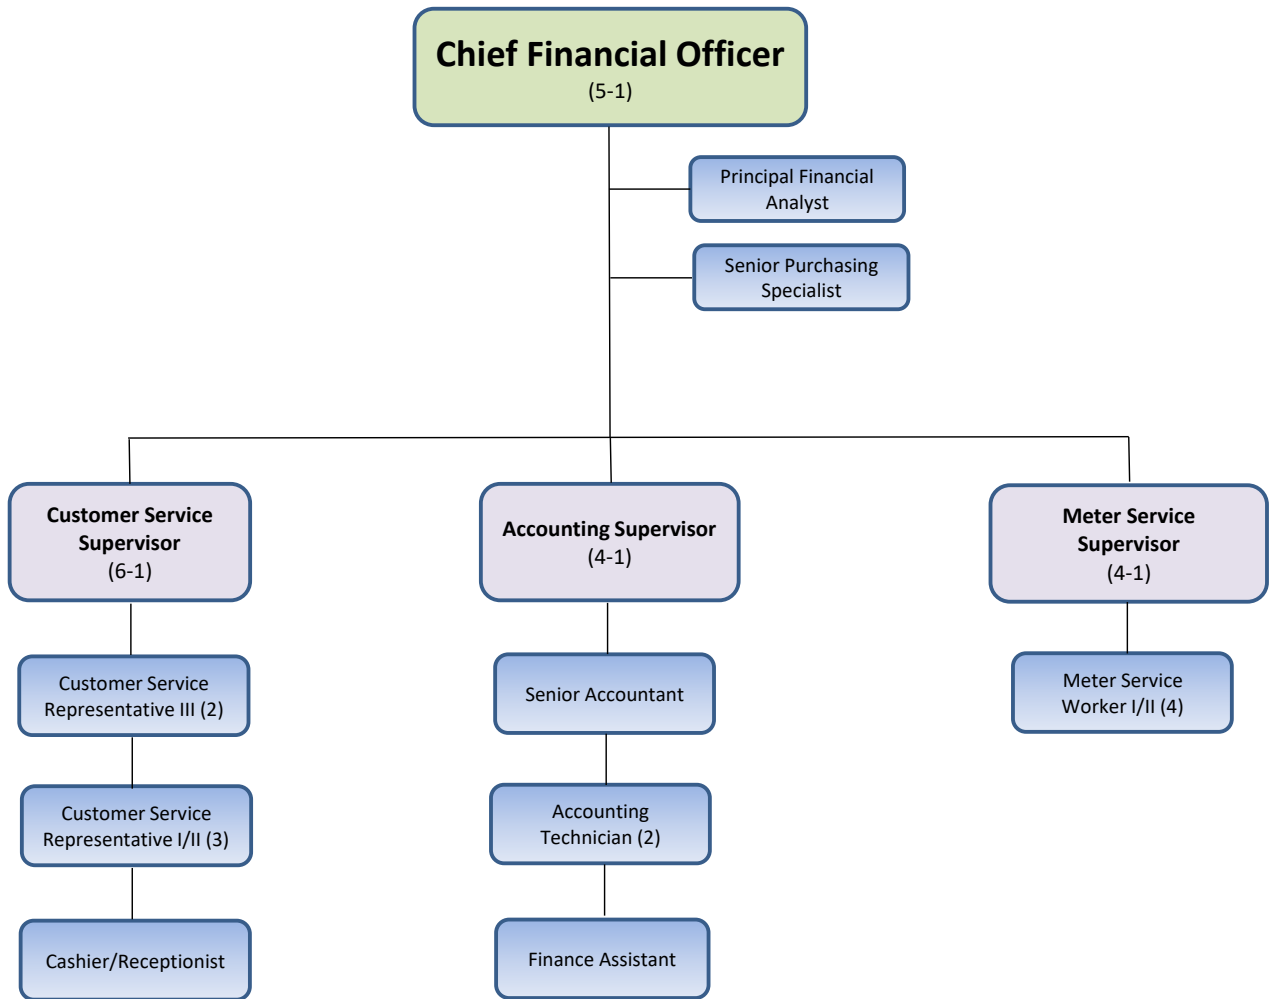 Chief Financial Officer
(5-1)
Principal Financial
Analyst
Senior Purchasing
Specialist
Customer Service
Supervisor
(6-1)
Accounting Supervisor
(4-1)
Meter Service
Supervisor
(4-1)
Customer Service
Representative III (2)
Senior Accountant
Meter Service
Worker I/II (4)
Customer Service
Representative I/II (3)
Accounting
Technician (2)
Cashier/Receptionist
Finance Assistant